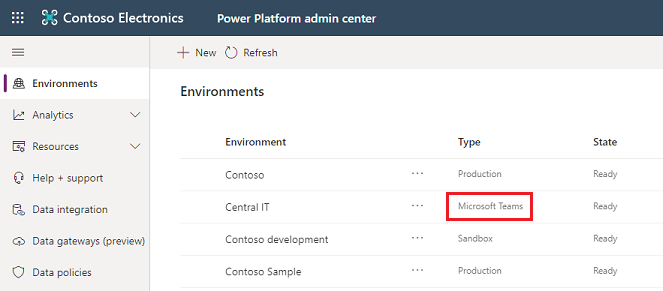 Contoso Electronics Power Platform admin center
New Refresh
Environments
Analytics
Resources
Help + support
Data integration
Data gateways (preview)
Data policies
Environments
Environment Type State
Contoso ... Production Ready
Central IT ... Microsoft Teams Ready
Contoso development ... Sandbox Ready
Contoso Sample ... Production Ready